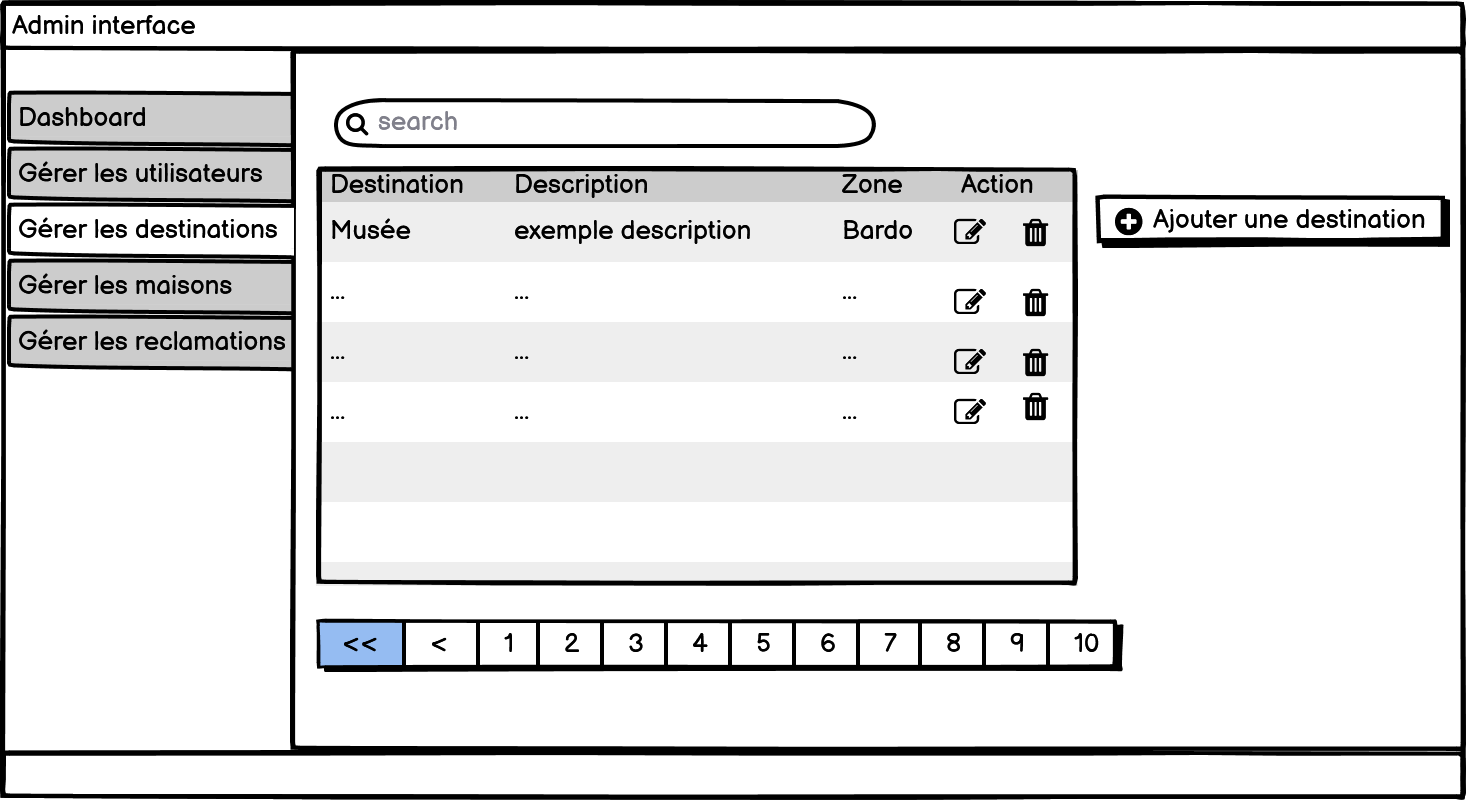 Admin interface
Dashboard
Gérer les utilisateurs
Gérer les destinations
Gérer les maisons
Gérer les reclamations
search
Destination Description Zone Action
Musée exemple description Bardo
... ... ...
... ... ...
... ... ...
Ajouter une destination
<< < 1 2 3 4 5 6 7 8 9 10